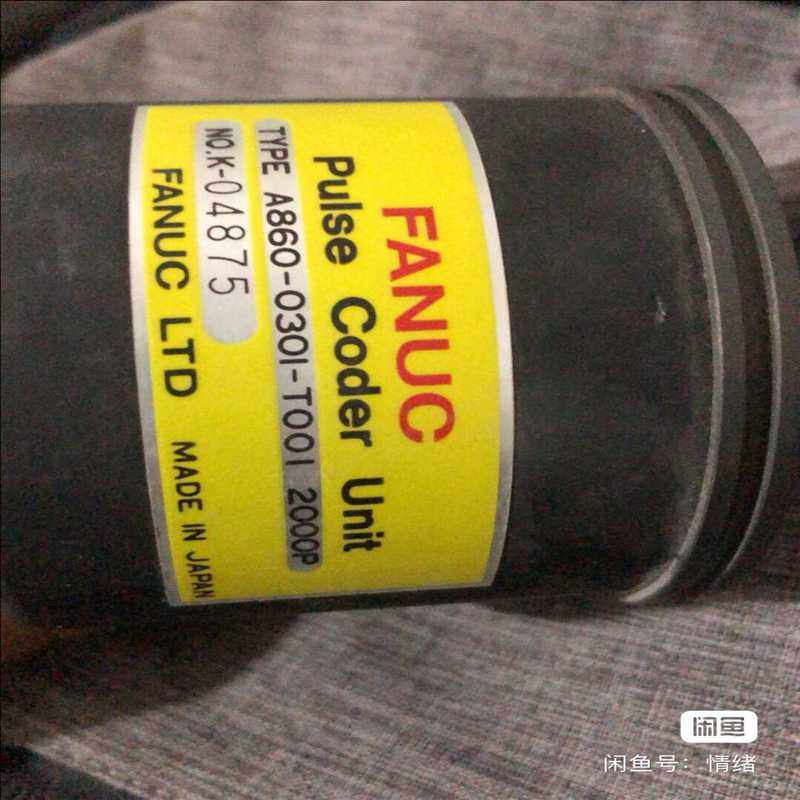 FANUC
Pulse Coder Unit
TYPE A860-0301-T001 2000P
NO.K-04875
FANUC LTD MADE IN JAPAN
闲鱼
闲鱼号：情绪